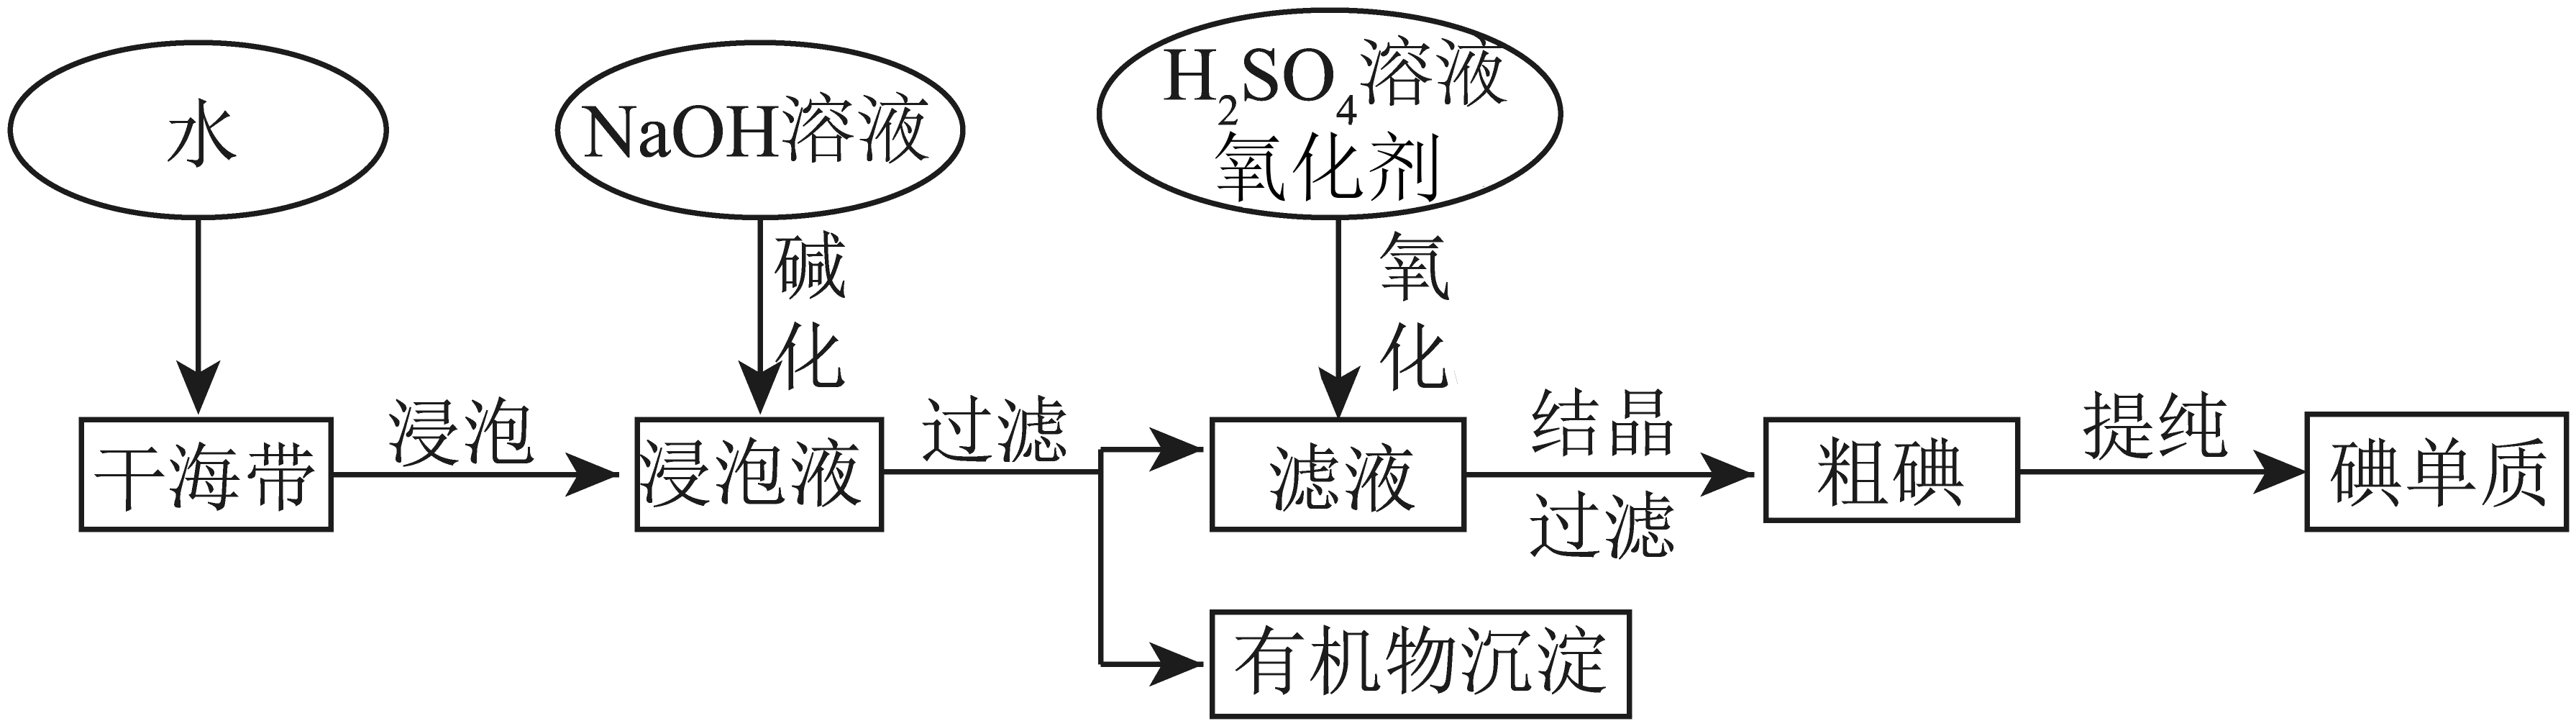 水
NaOH溶液
H₂SO₄溶液
氧化剂
碱化
氧化
干海带
浸泡
浸泡液
过滤
滤液
结晶
过滤
粗碘
提纯
碘单质
有机物沉淀